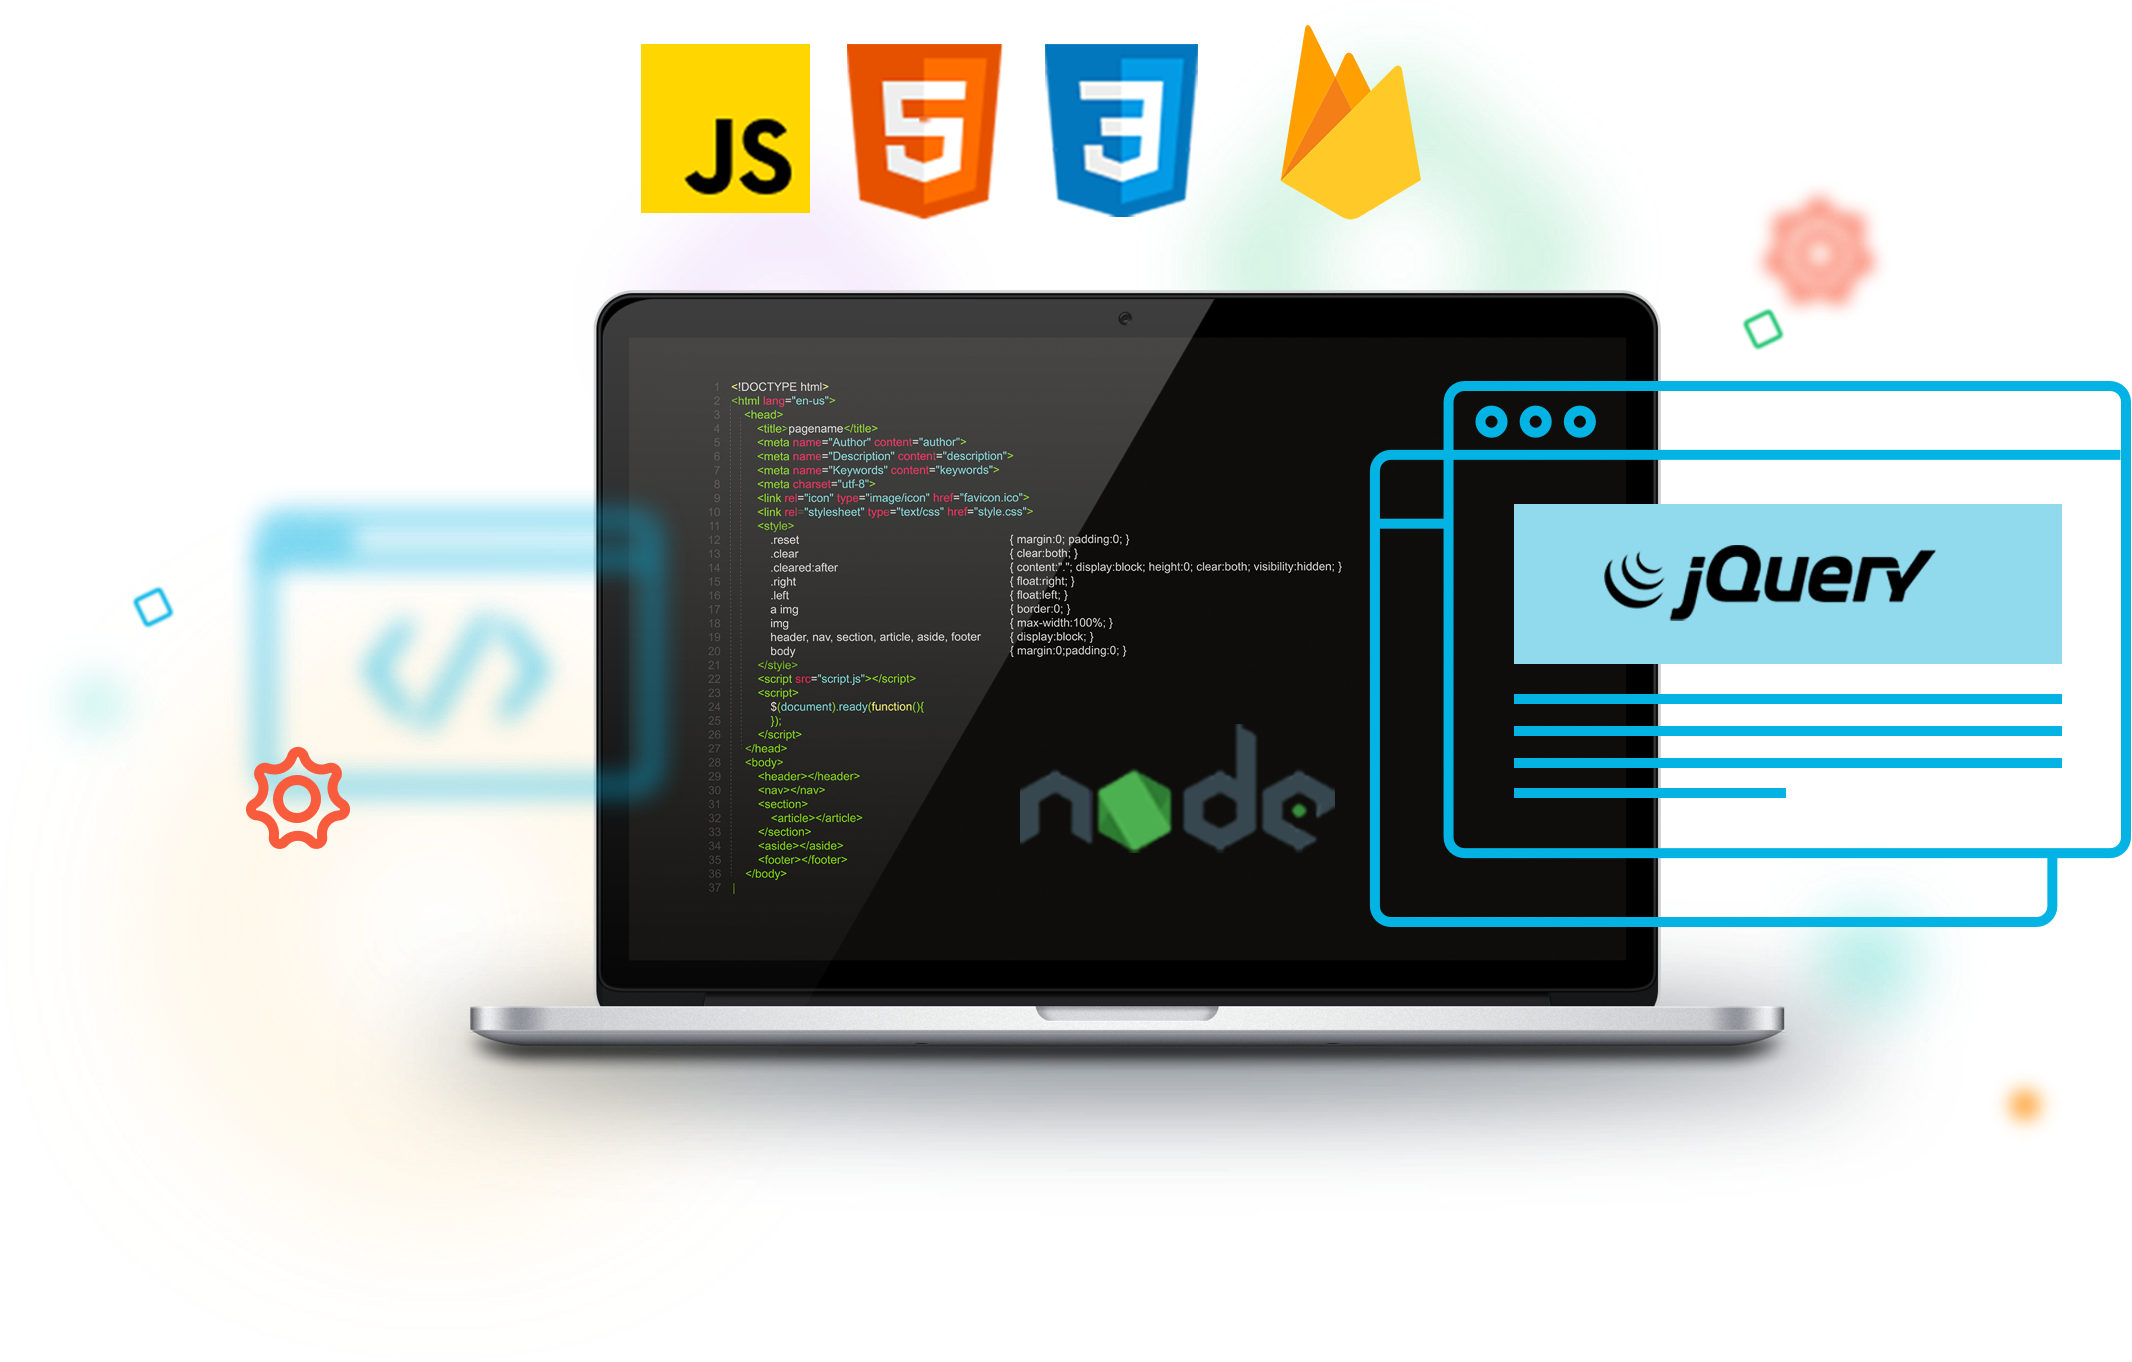 JS
5
3
1 <!DOCTYPE html>
2 <html lang="en-us">
3 <head>
4 <title>pagename</title>
5 <meta name="Author" content="author">
6 <meta name="Description" content="description">
7 <meta name="Keywords" content="keywords">
8 <meta charset="utf-8">
9 <link rel="icon" type="image/icon" href="favicon.ico">
10 <link rel="stylesheet" type="text/css" href="style.css">
11 <style>
12 .reset { margin:0; padding:0; }
13 .clear { clear:both; }
14 .cleared:after { content:"."; display:block; height:0; clear:both; visibility:hidden; }
15 .right { float:right; }
16 .left { float:left; }
17 a img { border:0; }
18 img { max-width:100%; }
19 header, nav, section, article, aside, footer { display:block; }
20 body { margin:0;padding:0; }
21 </style>
22 <script src="script.js"></script>
23 <script>
24 $(document).ready(function(){
25 });
26 </script>
27 </head>
28 <body>
29 <header></header>
30 <nav></nav>
31 <section>
32 <article></article>
33 </section>
34 <aside></aside>
35 <footer></footer>
36 </body>
37 |
</>
node
jQuery